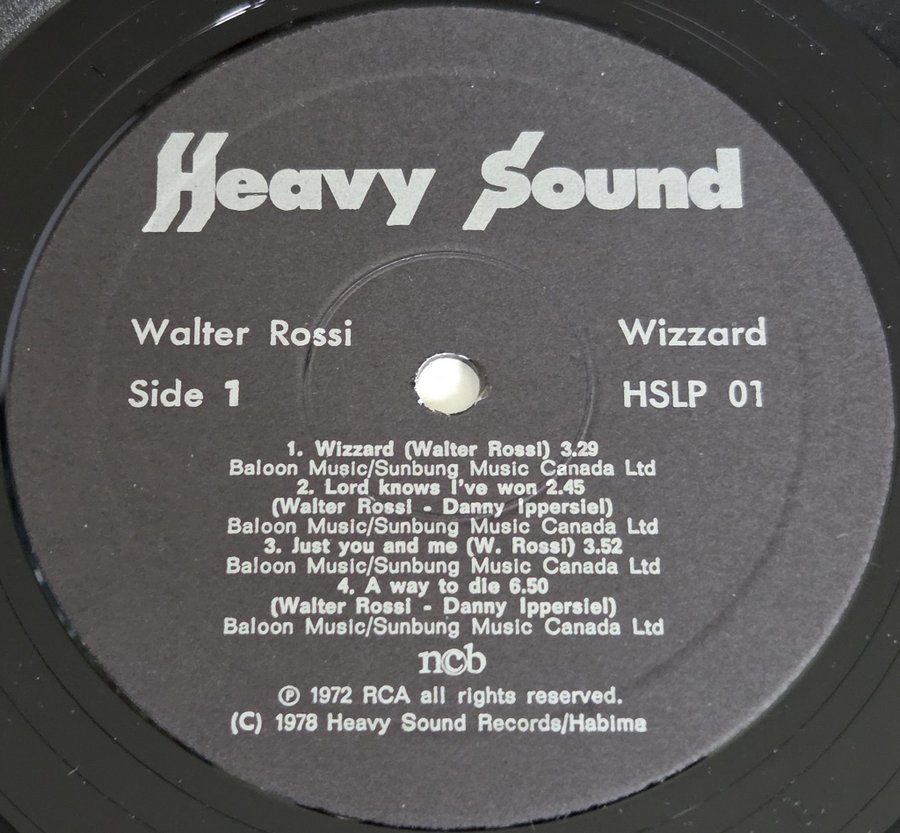 Heavy Sound
Walter Rossi Wizzard
Side 1 HSLP 01
1. Wizzard (Walter Rossi) 3.29
Baloon Music/Sunbung Music Canada Ltd
2. Lord knows I've won 2.45
(Walter Rossi - Danny Ippersiel)
Baloon Music/Sunbung Music Canada Ltd
3. Just you and me (W. Rossi) 3.52
Baloon Music/Sunbung Music Canada Ltd
4. A way to die 6.50
(Walter Rossi - Danny Ippersiel)
Baloon Music/Sunbung Music Canada Ltd
ncb
℗ 1972 RCA all rights reserved.
(C) 1978 Heavy Sound Records/Habima